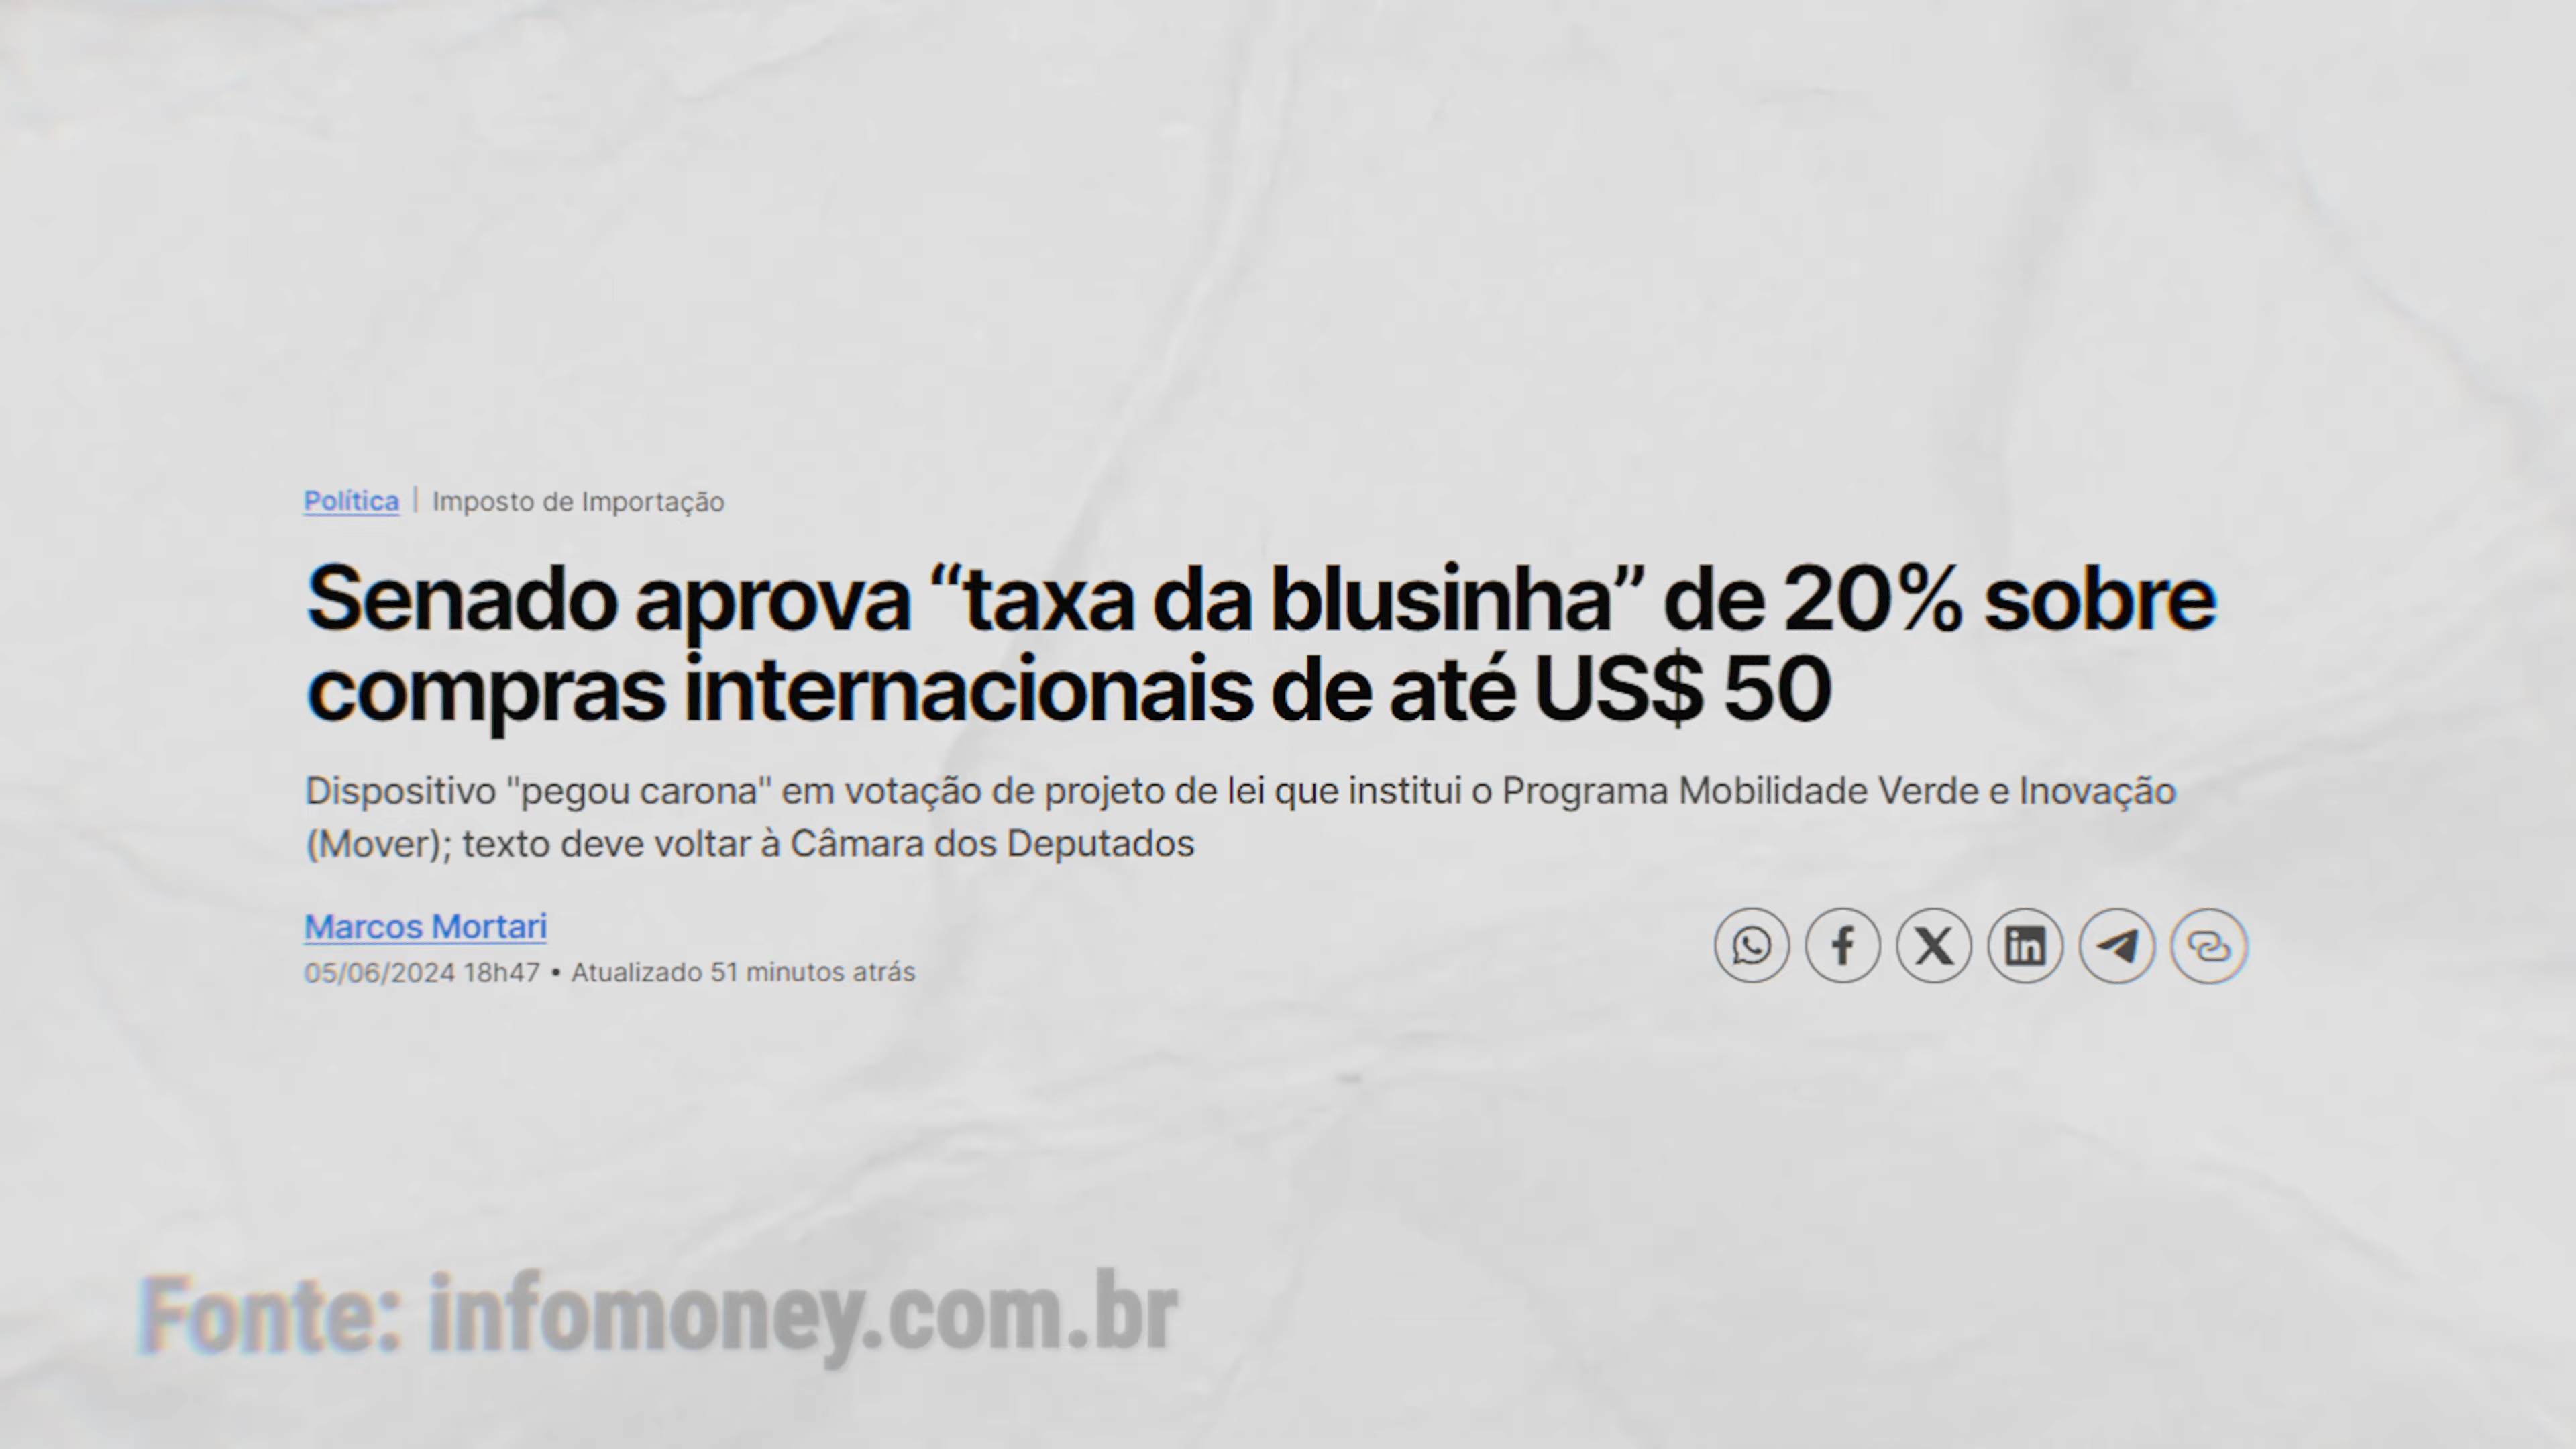 Política | Imposto de Importação
Senado aprova “taxa da blusinha” de 20% sobre
compras internacionais de até US$ 50
Dispositivo "pegou carona" em votação de projeto de lei que institui o Programa Mobilidade Verde e Inovação
(Mover); texto deve voltar à Câmara dos Deputados
Marcos Mortari
05/06/2024 18h47 • Atualizado 51 minutos atrás
Fonte: infomoney.com.br